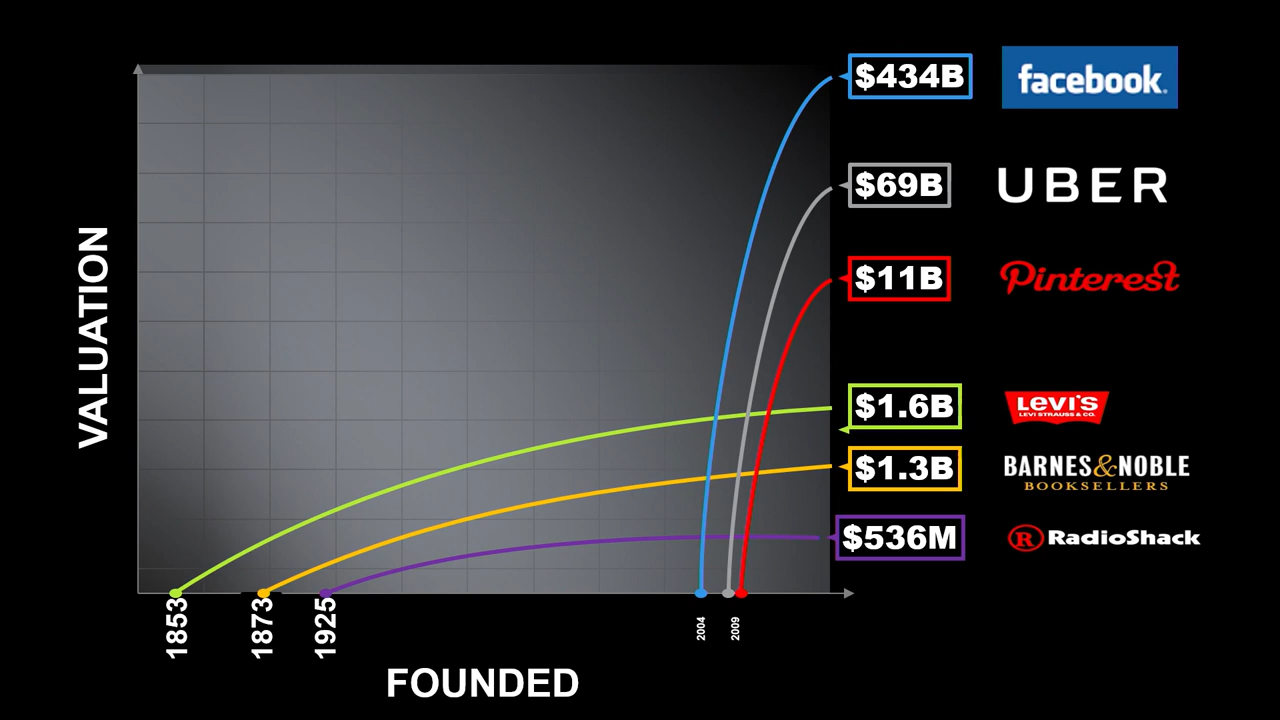 $434B
facebook.
$69B
UBER
$11B
Pinterest
VALUATION
$1.6B
LEVI'S
LEVI STRAUSS & CO.
$1.3B
BARNES&NOBLE
BOOKSELLERS
$536M
R RadioShack
1853
1873
1925
2004
2009
FOUNDED